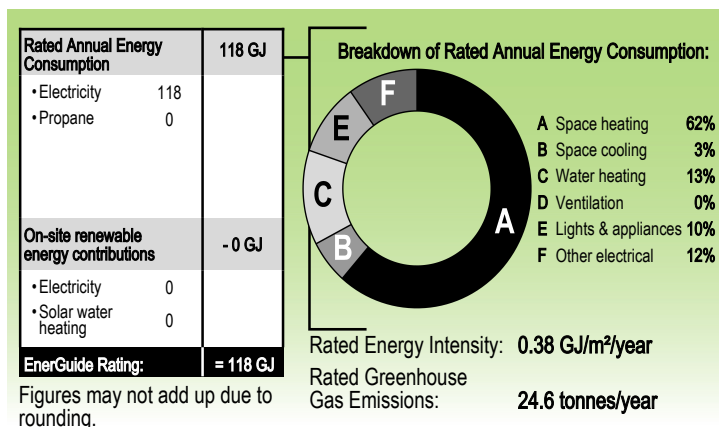 Rated Annual Energy Consumption 118 GJ
• Electricity 118
• Propane 0
On-site renewable energy contributions - 0 GJ
• Electricity 0
• Solar water heating 0
EnerGuide Rating: = 118 GJ
Figures may not add up due to
rounding.
Breakdown of Rated Annual Energy Consumption:
F
E
C
B
A
A Space heating 62%
B Space cooling 3%
C Water heating 13%
D Ventilation 0%
E Lights & appliances 10%
F Other electrical 12%
Rated Energy Intensity: 0.38 GJ/m²/year
Rated Greenhouse
Gas Emissions: 24.6 tonnes/year